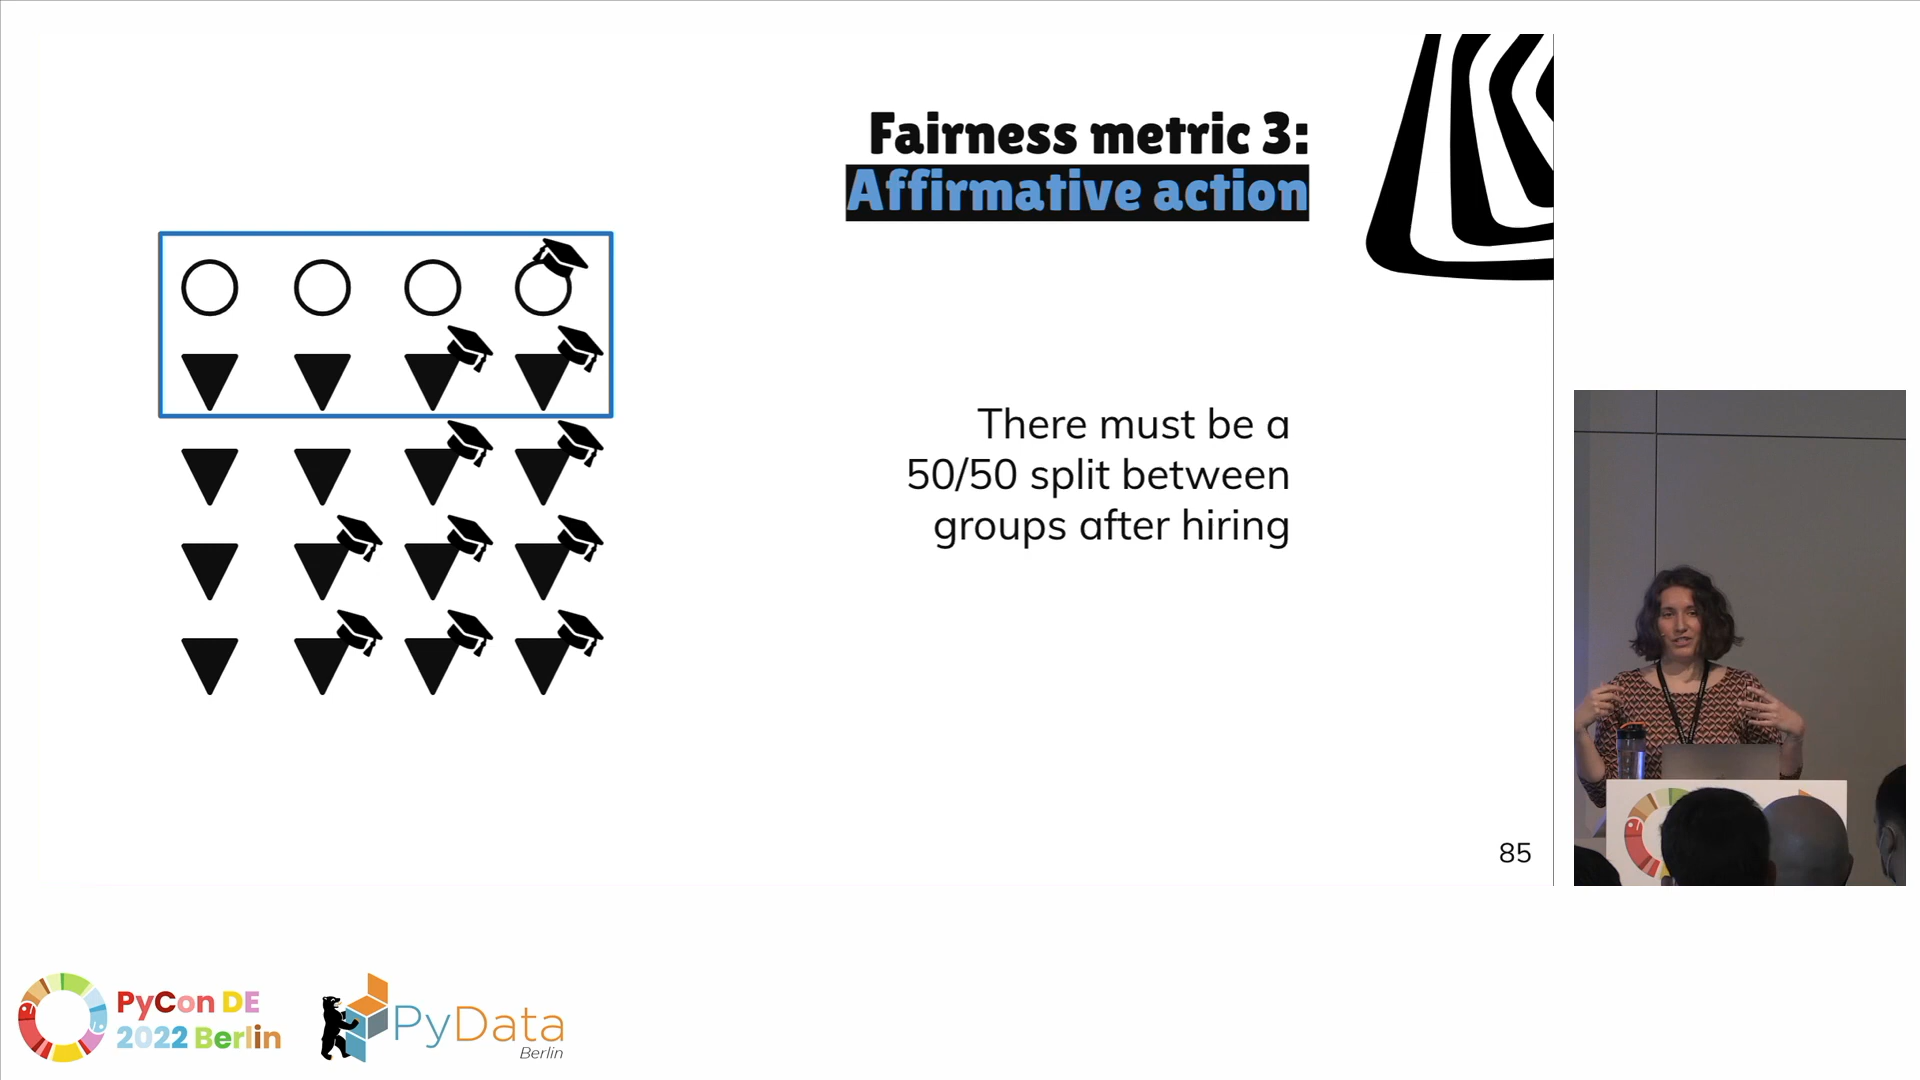 Fairness metric 3:
Affirmative action
There must be a
50/50 split between
groups after hiring
85
PyCon DE
2022 Berlin
PyData
Berlin